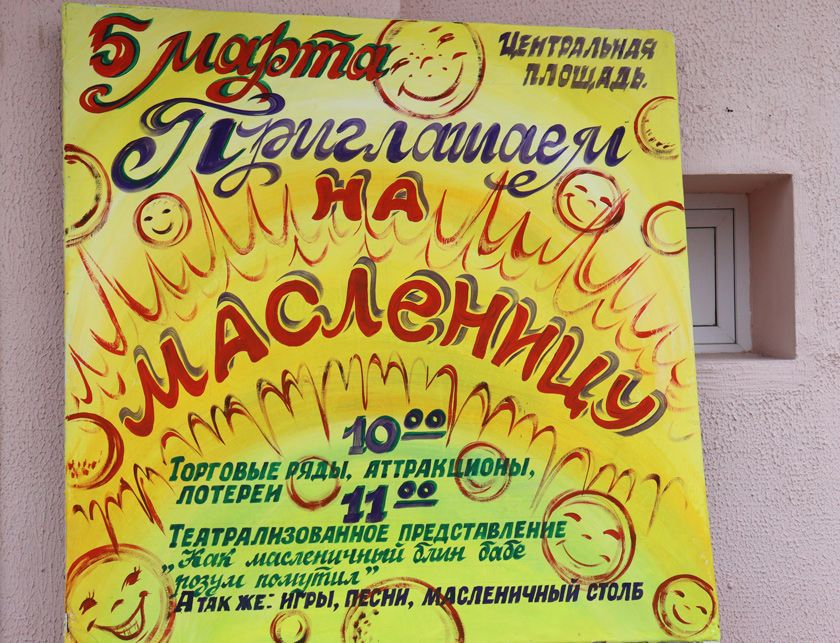 5 марта
ЦЕНТРАЛЬНАЯ
ПЛОЩАДЬ.
Приглашаем
НА
МАСЛЕНИЦУ
10⁰⁰
ТОРГОВЫЕ РЯДЫ, АТТРАКЦИОНЫ,
ЛОТЕРЕИ
11⁰⁰
ТЕАТРАЛИЗОВАННОЕ ПРЕДСТАВЛЕНИЕ
„Как масленичный блин бабе
розум помутил"
А ТАК ЖЕ: ИГРЫ, ПЕСНИ, МАСЛЕНИЧНЫЙ СТОЛБ